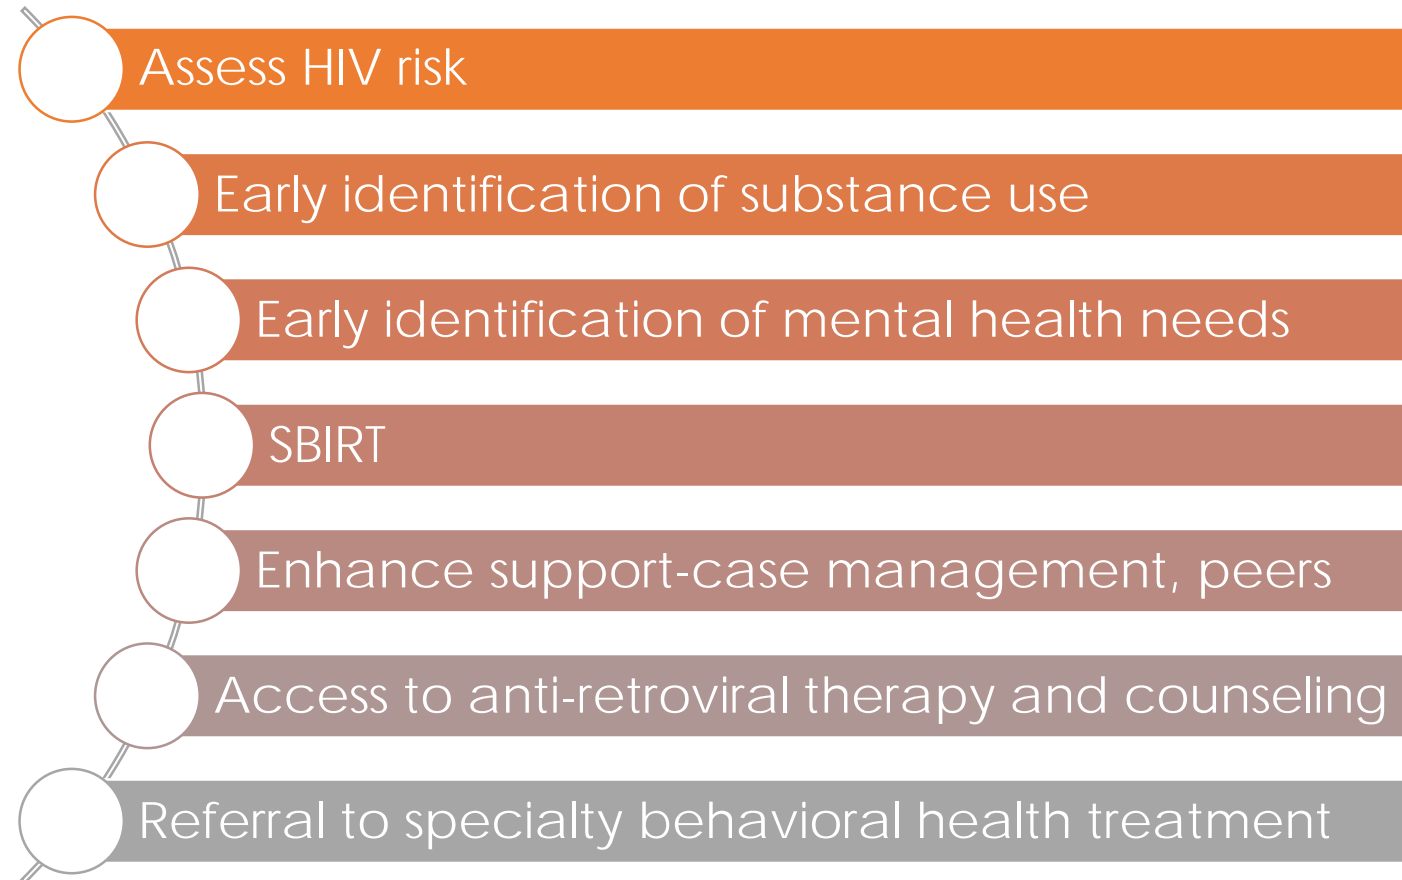 Assess HIV risk
Early identification of substance use
Early identification of mental health needs
SBIRT
Enhance support-case management, peers
Access to anti-retroviral therapy and counseling
Referral to specialty behavioral health treatment